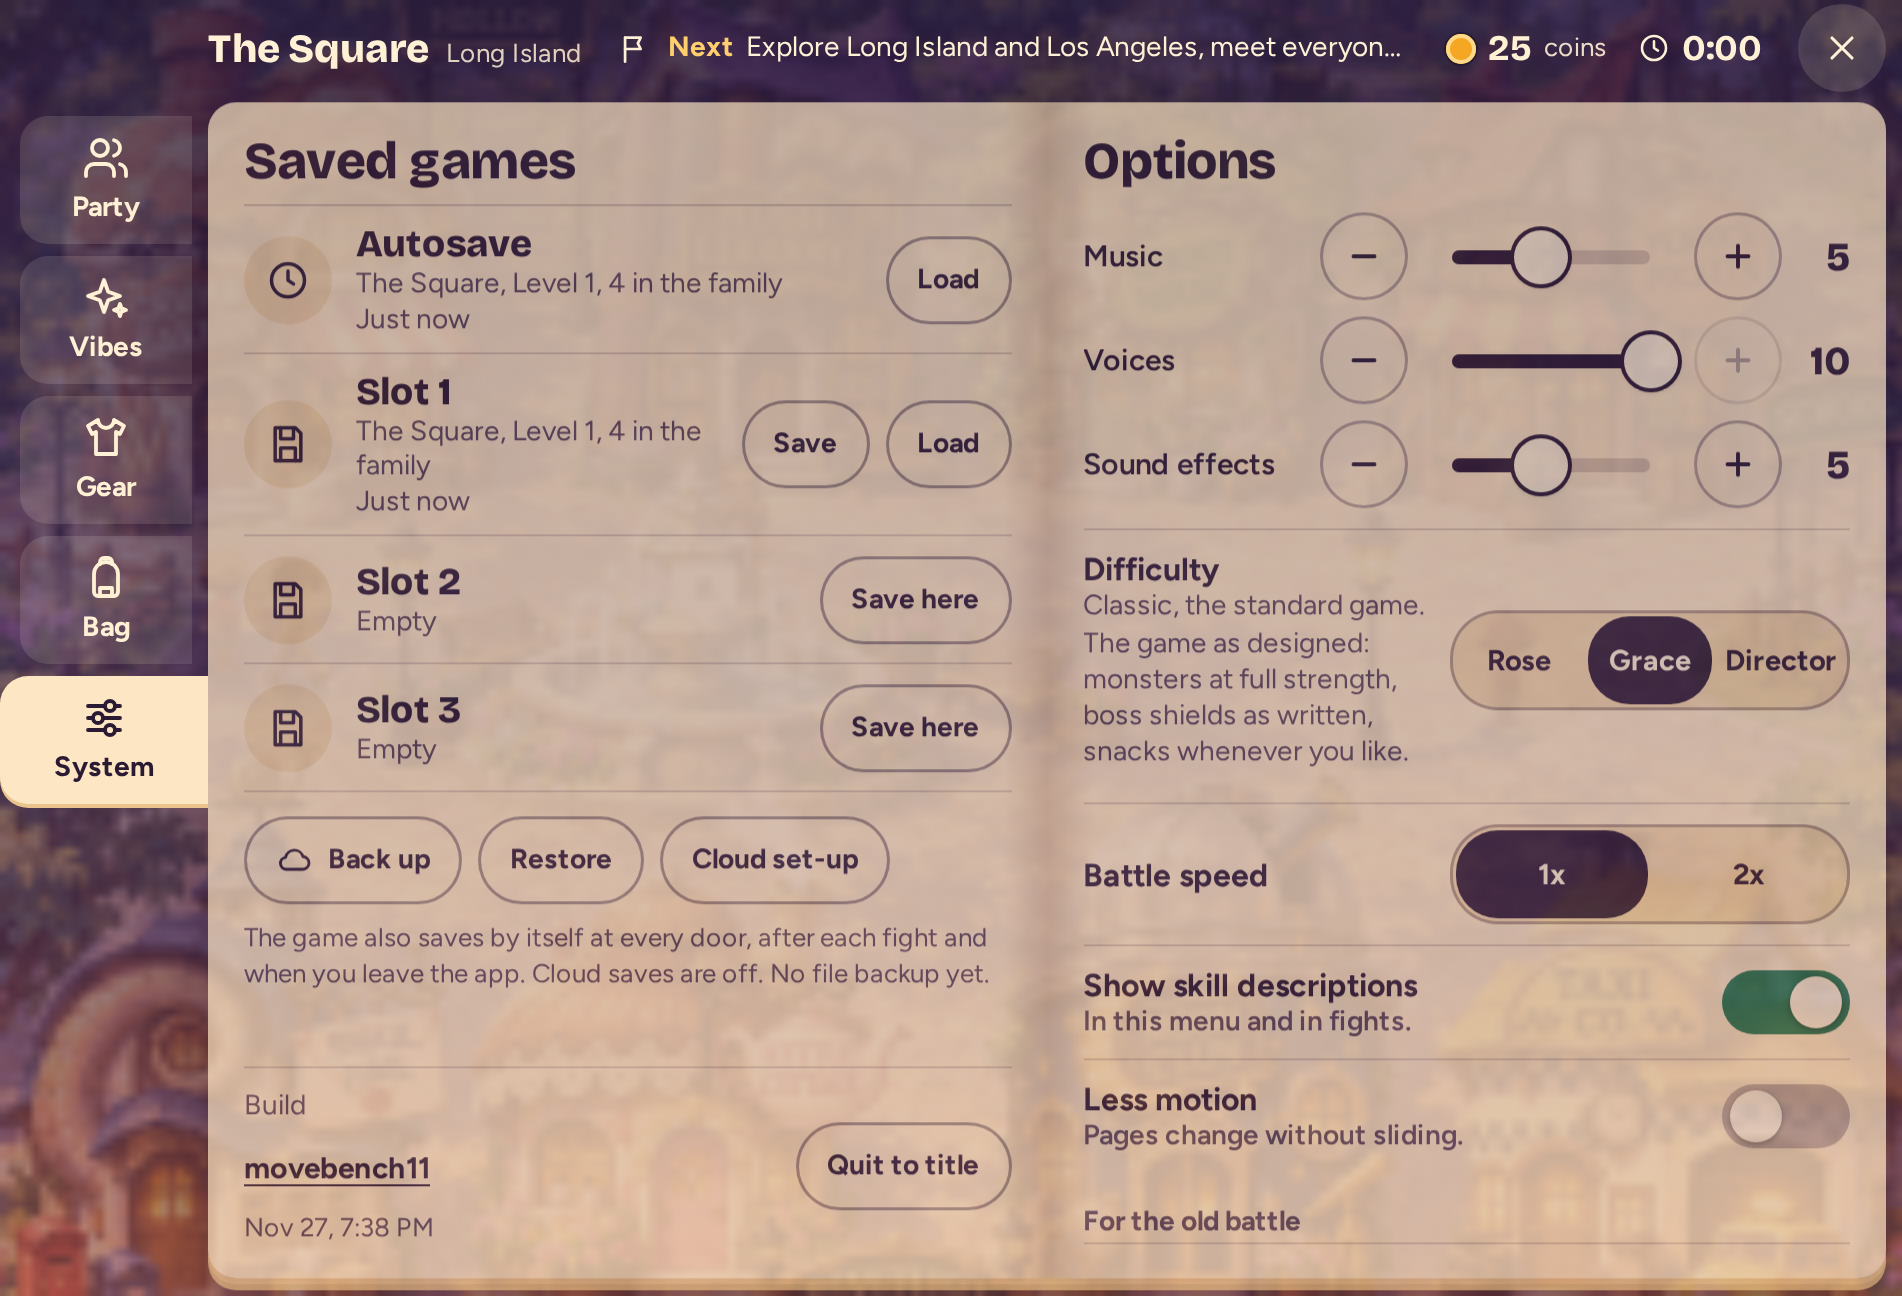 The Square Long Island
Next Explore Long Island and Los Angeles, meet everyon...
25 coins
0:00
Party
Vibes
Gear
Bag
System
Saved games
Autosave
The Square, Level 1, 4 in the family
Just now
Load
Slot 1
The Square, Level 1, 4 in the
family
Just now
Save
Load
Slot 2
Empty
Save here
Slot 3
Empty
Save here
Back up
Restore
Cloud set-up
The game also saves by itself at every door, after each fight and
when you leave the app. Cloud saves are off. No file backup yet.
Build
movebench11
Nov 27, 7:38 PM
Quit to title
Options
Music
5
Voices
10
Sound effects
5
Difficulty
Classic, the standard game.
The game as designed:
monsters at full strength,
boss shields as written,
snacks whenever you like.
Rose
Grace
Director
Battle speed
1x
2x
Show skill descriptions
In this menu and in fights.
Less motion
Pages change without sliding.
For the old battle
TAXI
CO.